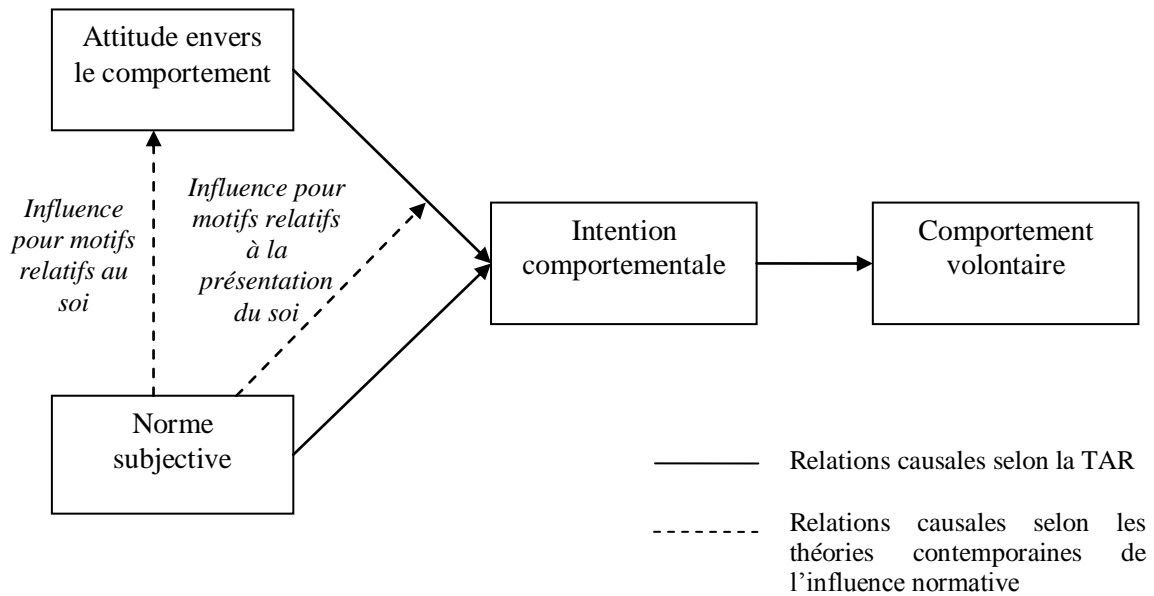 Attitude envers
le comportement
Influence
pour motifs
relatifs au
soi
Influence pour
motifs relatifs
à la
présentation
du soi
Intention
comportementale
Comportement
volontaire
Norme
subjective
Relations causales selon la TAR
Relations causales selon les
théories contemporaines de
l’influence normative